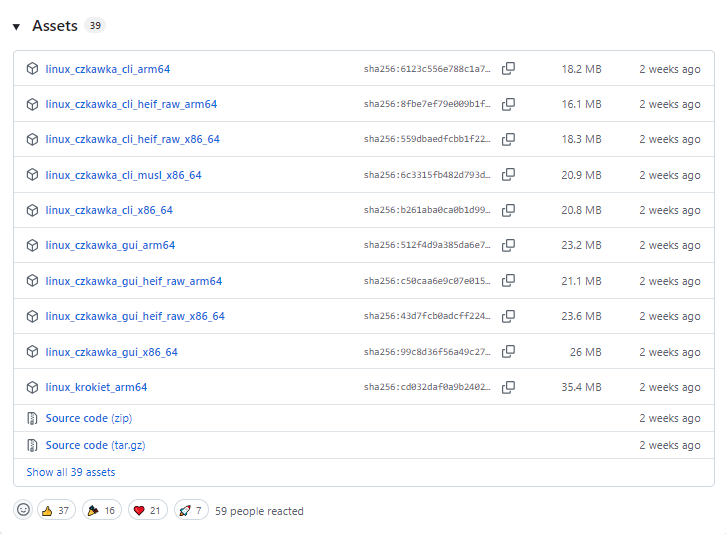 Assets 39
linux_czkawka_cli_arm64 sha256:6123c556e788c1a7... 18.2 MB 2 weeks ago
linux_czkawka_cli_heif_raw_arm64 sha256:8fbe7ef79e009b1f... 16.1 MB 2 weeks ago
linux_czkawka_cli_heif_raw_x86_64 sha256:559dbaedfcbb1f22... 18.3 MB 2 weeks ago
linux_czkawka_cli_musl_x86_64 sha256:6c3315fb482d793d... 20.9 MB 2 weeks ago
linux_czkawka_cli_x86_64 sha256:b261aba0ca0b1d99... 20.8 MB 2 weeks ago
linux_czkawka_gui_arm64 sha256:512f4d9a385da6e7... 23.2 MB 2 weeks ago
linux_czkawka_gui_heif_raw_arm64 sha256:c50caa6e9c07e015... 21.1 MB 2 weeks ago
linux_czkawka_gui_heif_raw_x86_64 sha256:43d7fcb0adcff224... 23.6 MB 2 weeks ago
linux_czkawka_gui_x86_64 sha256:99c8d36f56a49c27... 26 MB 2 weeks ago
linux_krokiet_arm64 sha256:cd032daf0a9b2402... 35.4 MB 2 weeks ago
Source code (zip) 2 weeks ago
Source code (tar.gz) 2 weeks ago
Show all 39 assets
37 16 21 7 59 people reacted